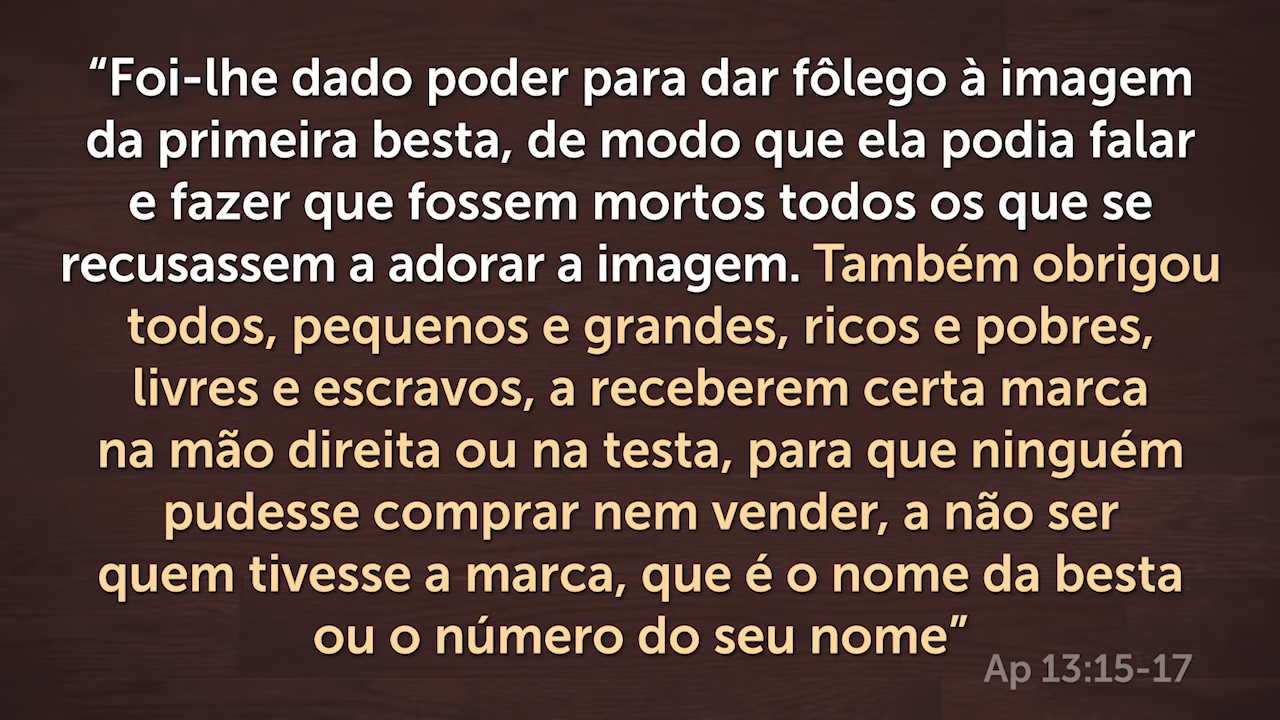 “Foi-lhe dado poder para dar fôlego à imagem
da primeira besta, de modo que ela podia falar
e fazer que fossem mortos todos os que se
recusassem a adorar a imagem. Também obrigou
todos, pequenos e grandes, ricos e pobres,
livres e escravos, a receberem certa marca
na mão direita ou na testa, para que ninguém
pudesse comprar nem vender, a não ser
quem tivesse a marca, que é o nome da besta
ou o número do seu nome”
Ap 13:15-17